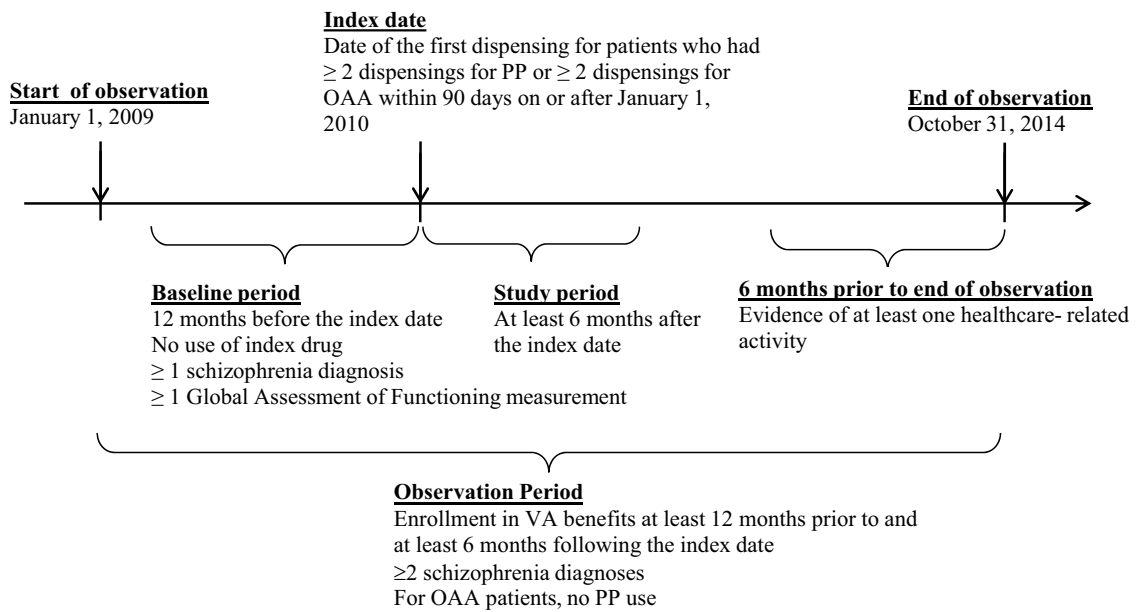 Index date
Date of the first dispensing for patients who had
≥ 2 dispensings for PP or ≥ 2 dispensings for
OAA within 90 days on or after January 1,
2010
Start of observation
January 1, 2009
End of observation
October 31, 2014
Baseline period
12 months before the index date
No use of index drug
≥ 1 schizophrenia diagnosis
≥ 1 Global Assessment of Functioning measurement
Study period
At least 6 months after
the index date
6 months prior to end of observation
Evidence of at least one healthcare- related
activity
Observation Period
Enrollment in VA benefits at least 12 months prior to and
at least 6 months following the index date
≥2 schizophrenia diagnoses
For OAA patients, no PP use